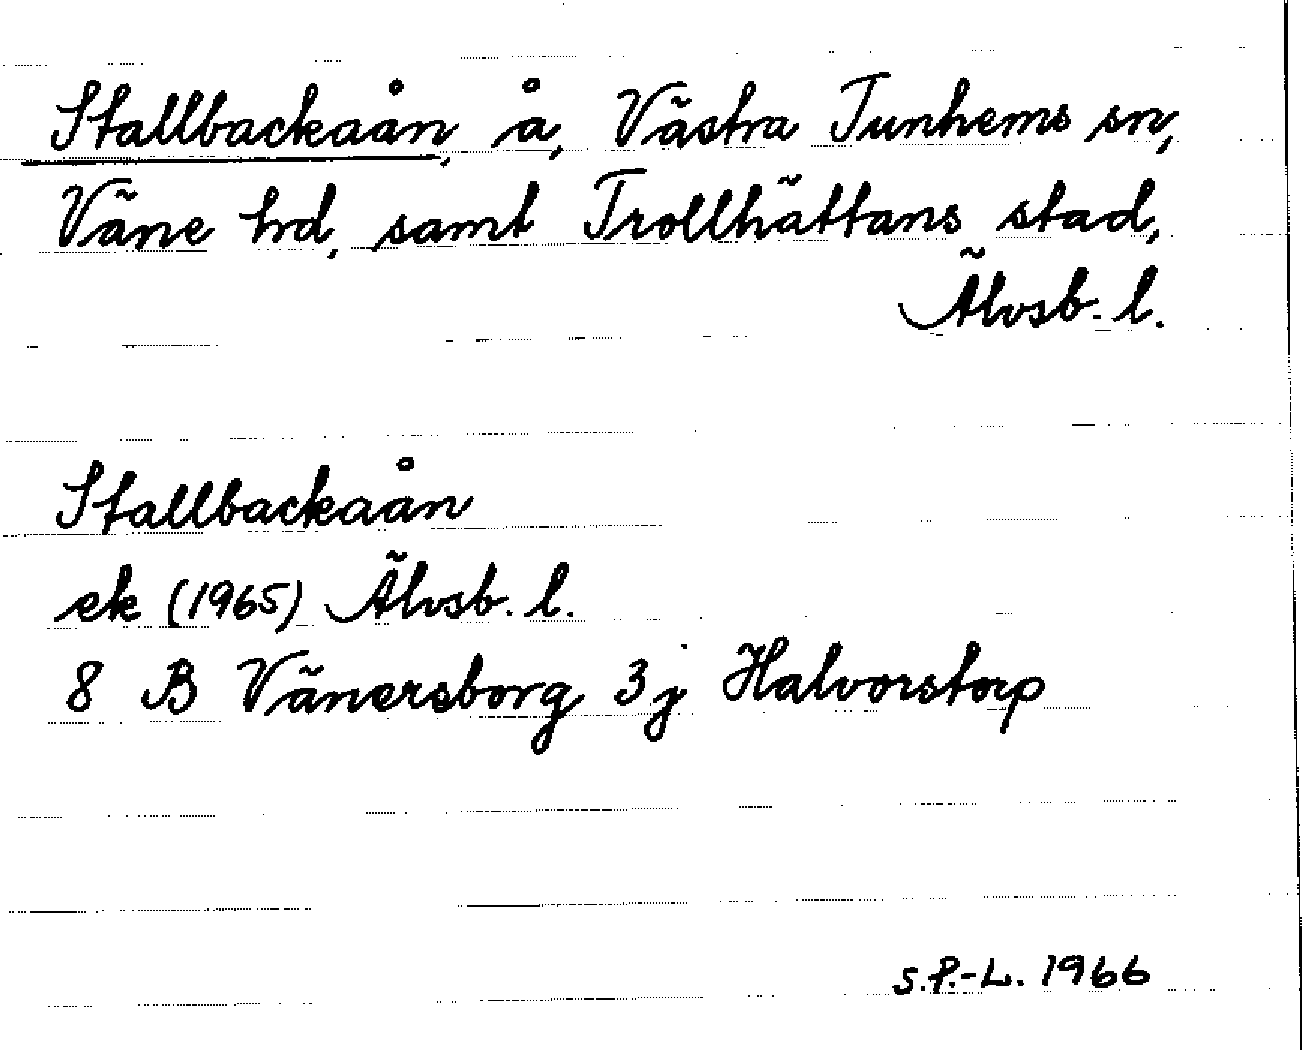 Stallbackaån, å, Västra Tunhems sn,
Väne hd, samt Trollhättans stad,
Älvsb. l.
Stallbackaån
ek (1965) Älvsb. l.
8 B Vänersborg 3j Halvorstorp
S.P.-L. 1966